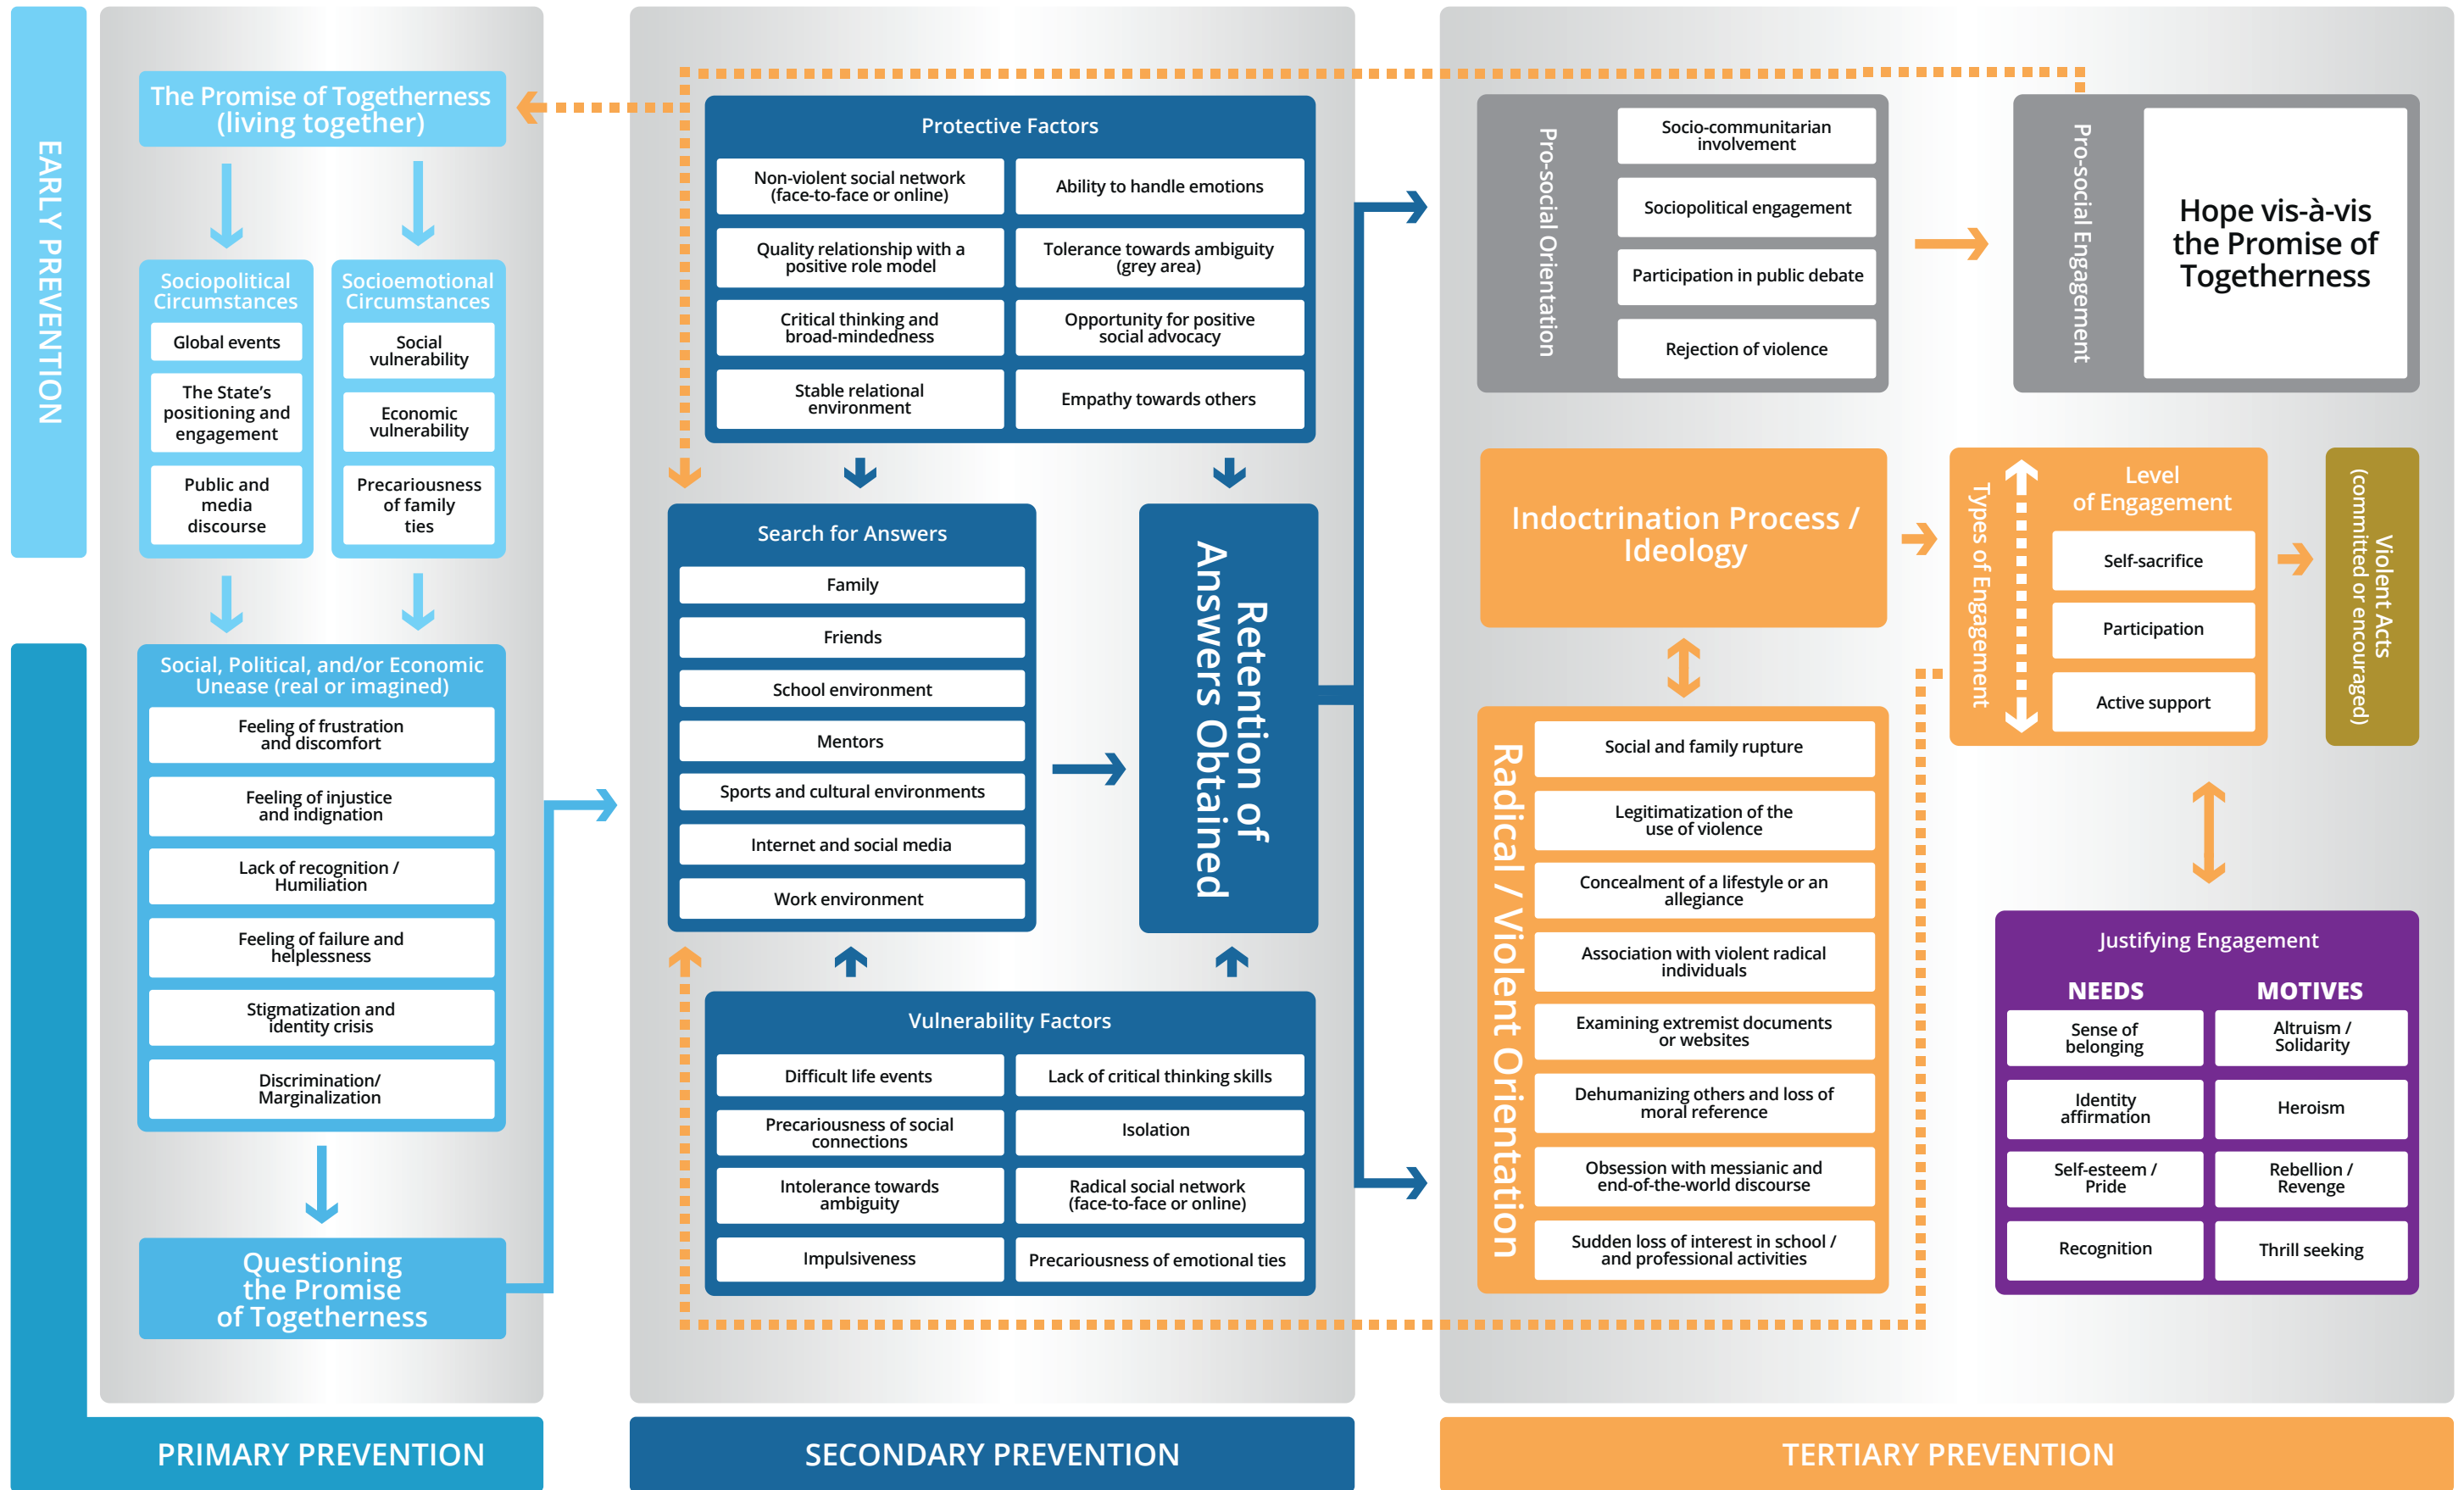 EARLY PREVENTION
The Promise of Togetherness
(living together)
Sociopolitical
Circumstances
Global events
The State's
positioning and
engagement
Public and
media
discourse
Socioemotional
Circumstances
Social
vulnerability
Economic
vulnerability
Precariousness
of family
ties
Social, Political, and/or Economic
Unease (real or imagined)
Feeling of frustration
and discomfort
Feeling of injustice
and indignation
Lack of recognition /
Humiliation
Feeling of failure and
helplessness
Stigmatization and
identity crisis
Discrimination/
Marginalization
Questioning
the Promise
of Togetherness
PRIMARY PREVENTION
Protective Factors
Non-violent social network
(face-to-face or online)
Ability to handle emotions
Quality relationship with a
positive role model
Tolerance towards ambiguity
(grey area)
Critical thinking and
broad-mindedness
Opportunity for positive
social advocacy
Stable relational
environment
Empathy towards others
Search for Answers
Family
Friends
School environment
Mentors
Sports and cultural environments
Internet and social media
Work environment
Retention of
Answers Obtained
Vulnerability Factors
Difficult life events
Lack of critical thinking skills
Precariousness of social
connections
Isolation
Intolerance towards
ambiguity
Radical social network
(face-to-face or online)
Impulsiveness
Precariousness of emotional ties
SECONDARY PREVENTION
Pro-social Orientation
Socio-communitarian
involvement
Sociopolitical engagement
Participation in public debate
Rejection of violence
Pro-social Engagement
Hope vis-à-vis
the Promise of
Togetherness
Indoctrination Process /
Ideology
Types of Engagement
Level
of Engagement
Self-sacrifice
Participation
Active support
Violent Acts
(committed or encouraged)
Radical / Violent Orientation
Social and family rupture
Legitimatization of the
use of violence
Concealment of a lifestyle or an
allegiance
Association with violent radical
individuals
Examining extremist documents
or websites
Dehumanizing others and loss of
moral reference
Obsession with messianic and
end-of-the-world discourse
Sudden loss of interest in school /
and professional activities
Justifying Engagement
NEEDS
MOTIVES
Sense of
belonging
Altruism /
Solidarity
Identity
affirmation
Heroism
Self-esteem /
Pride
Rebellion /
Revenge
Recognition
Thrill seeking
TERTIARY PREVENTION